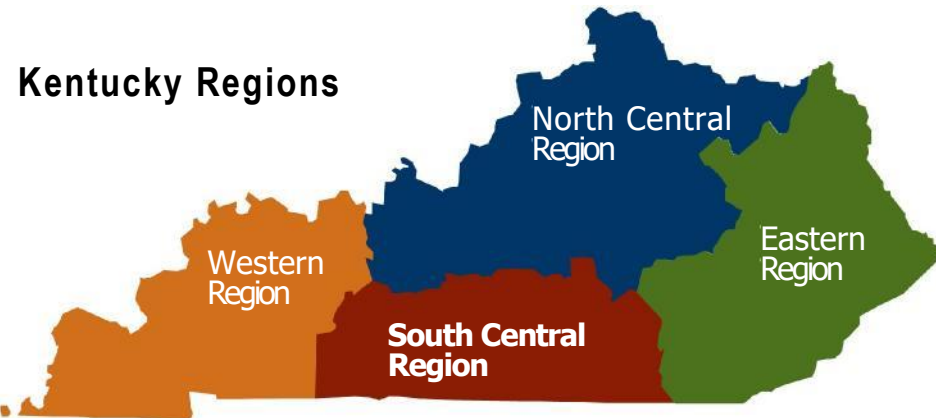 Kentucky Regions
North Central
Region
Eastern
Region
Western
Region
South Central
Region